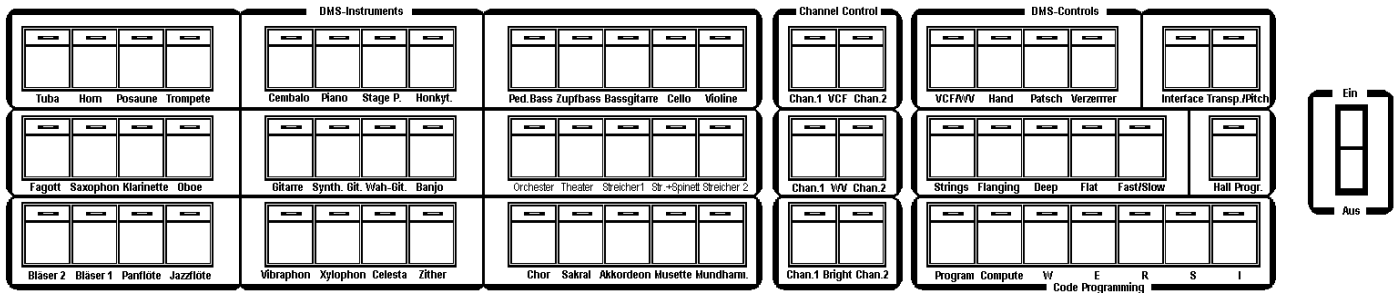 DMS-Instruments Channel Control DMS-Controls
Tuba Horn Posaune Trompete Cembalo Piano Stage P. Honkyt. Ped.Bass Zupfbass Bassgitarre Cello Violine Chan.1 VCF Chan.2 VCF/WV Hand Patsch Verzerrrer Interface Transp./Pitch
Ein
Fagott Saxophon Klarinette Oboe Gitarre Synth. Git. Wah-Git. Banjo Orchester Theater Streicher1 Str.+Spinett Streicher 2 Chan.1 WV Chan.2 Strings Flanging Deep Flat Fast/Slow Hall Progr.
Aus
Bläser 2 Bläser 1 Panflöte Jazzflöte Vibraphon Xylophon Celesta Zither Chor Sakral Akkordeon Musette Mundharm. Chan.1 Bright Chan.2 Program Compute W E R S I
Code Programming